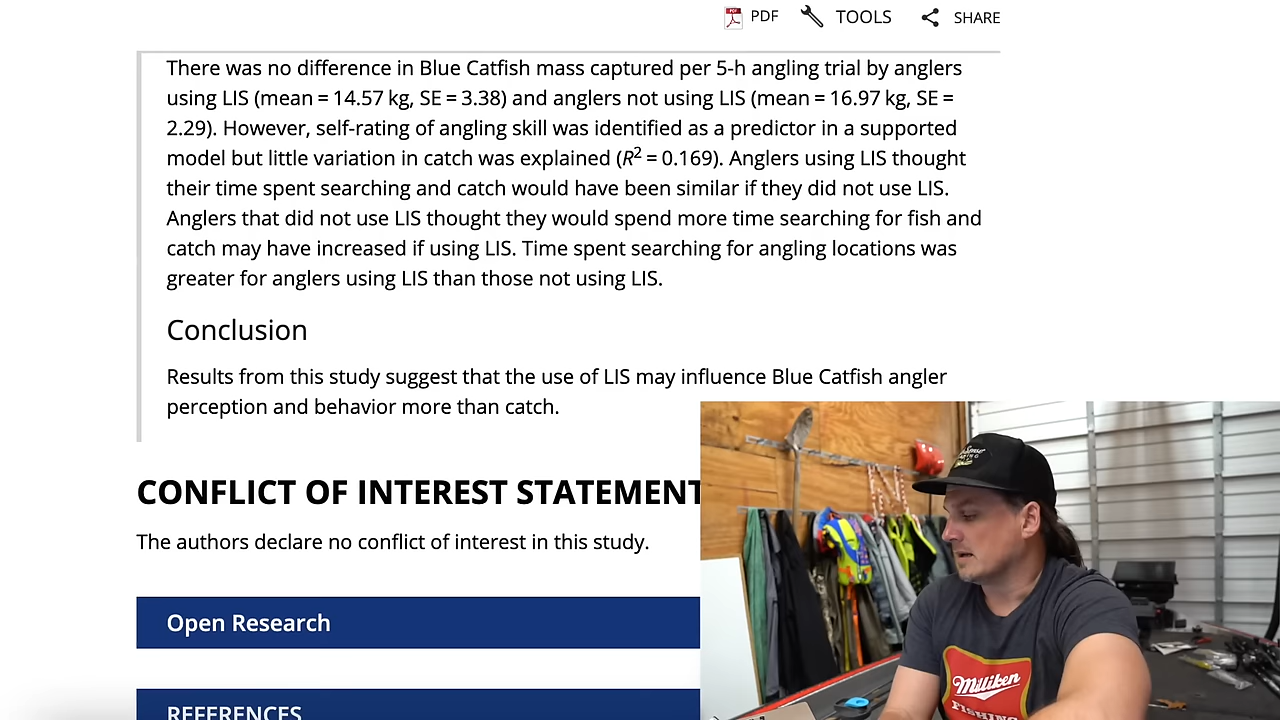 PDF TOOLS SHARE
There was no difference in Blue Catfish mass captured per 5-h angling trial by anglers
using LIS (mean = 14.57 kg, SE = 3.38) and anglers not using LIS (mean = 16.97 kg, SE =
2.29). However, self-rating of angling skill was identified as a predictor in a supported
model but little variation in catch was explained (R² = 0.169). Anglers using LIS thought
their time spent searching and catch would have been similar if they did not use LIS.
Anglers that did not use LIS thought they would spend more time searching for fish and
catch may have increased if using LIS. Time spent searching for angling locations was
greater for anglers using LIS than those not using LIS.
Conclusion
Results from this study suggest that the use of LIS may influence Blue Catfish angler
perception and behavior more than catch.
CONFLICT OF INTEREST STATEMENT
The authors declare no conflict of interest in this study.
Open Research
REFERENCES
Milliken
FISHING